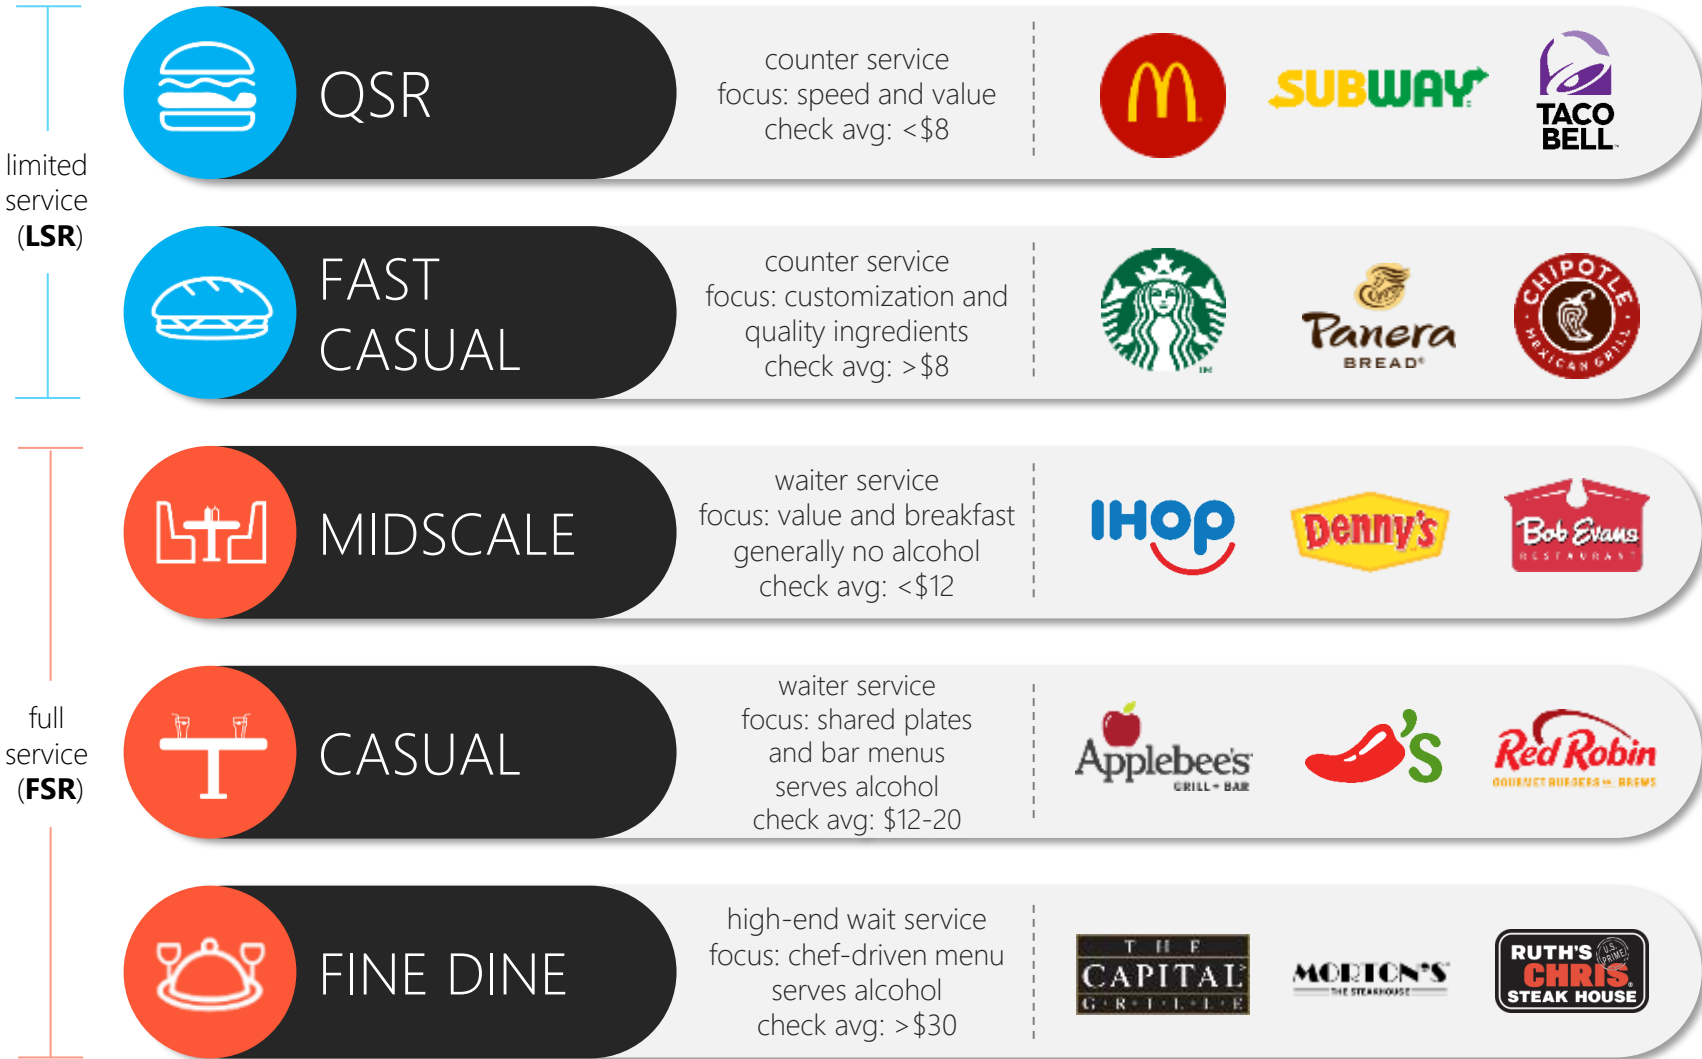 limited
service
(LSR)
QSR
counter service
focus: speed and value
check avg: <$8
M
SUBWAY
TACO
BELL
FAST
CASUAL
counter service
focus: customization and
quality ingredients
check avg: >$8
Panera
BREAD®
CHIPOTLE
MEXICAN GRILL
full
service
(FSR)
MIDSCALE
waiter service
focus: value and breakfast
generally no alcohol
check avg: <$12
IHOP
Denny's
Bob Evans
RESTAURANT
CASUAL
waiter service
focus: shared plates
and bar menus
serves alcohol
check avg: $12-20
Applebee's
GRILL + BAR
's
Red Robin
GOURMET BURGERS BREWS
FINE DINE
high-end wait service
focus: chef-driven menu
serves alcohol
check avg: >$30
THE
CAPITAL
GRILLE
MORTON'S
THE STEAKHOUSE
RUTH'S
U.S. PRIME
CHRIS
STEAK HOUSE